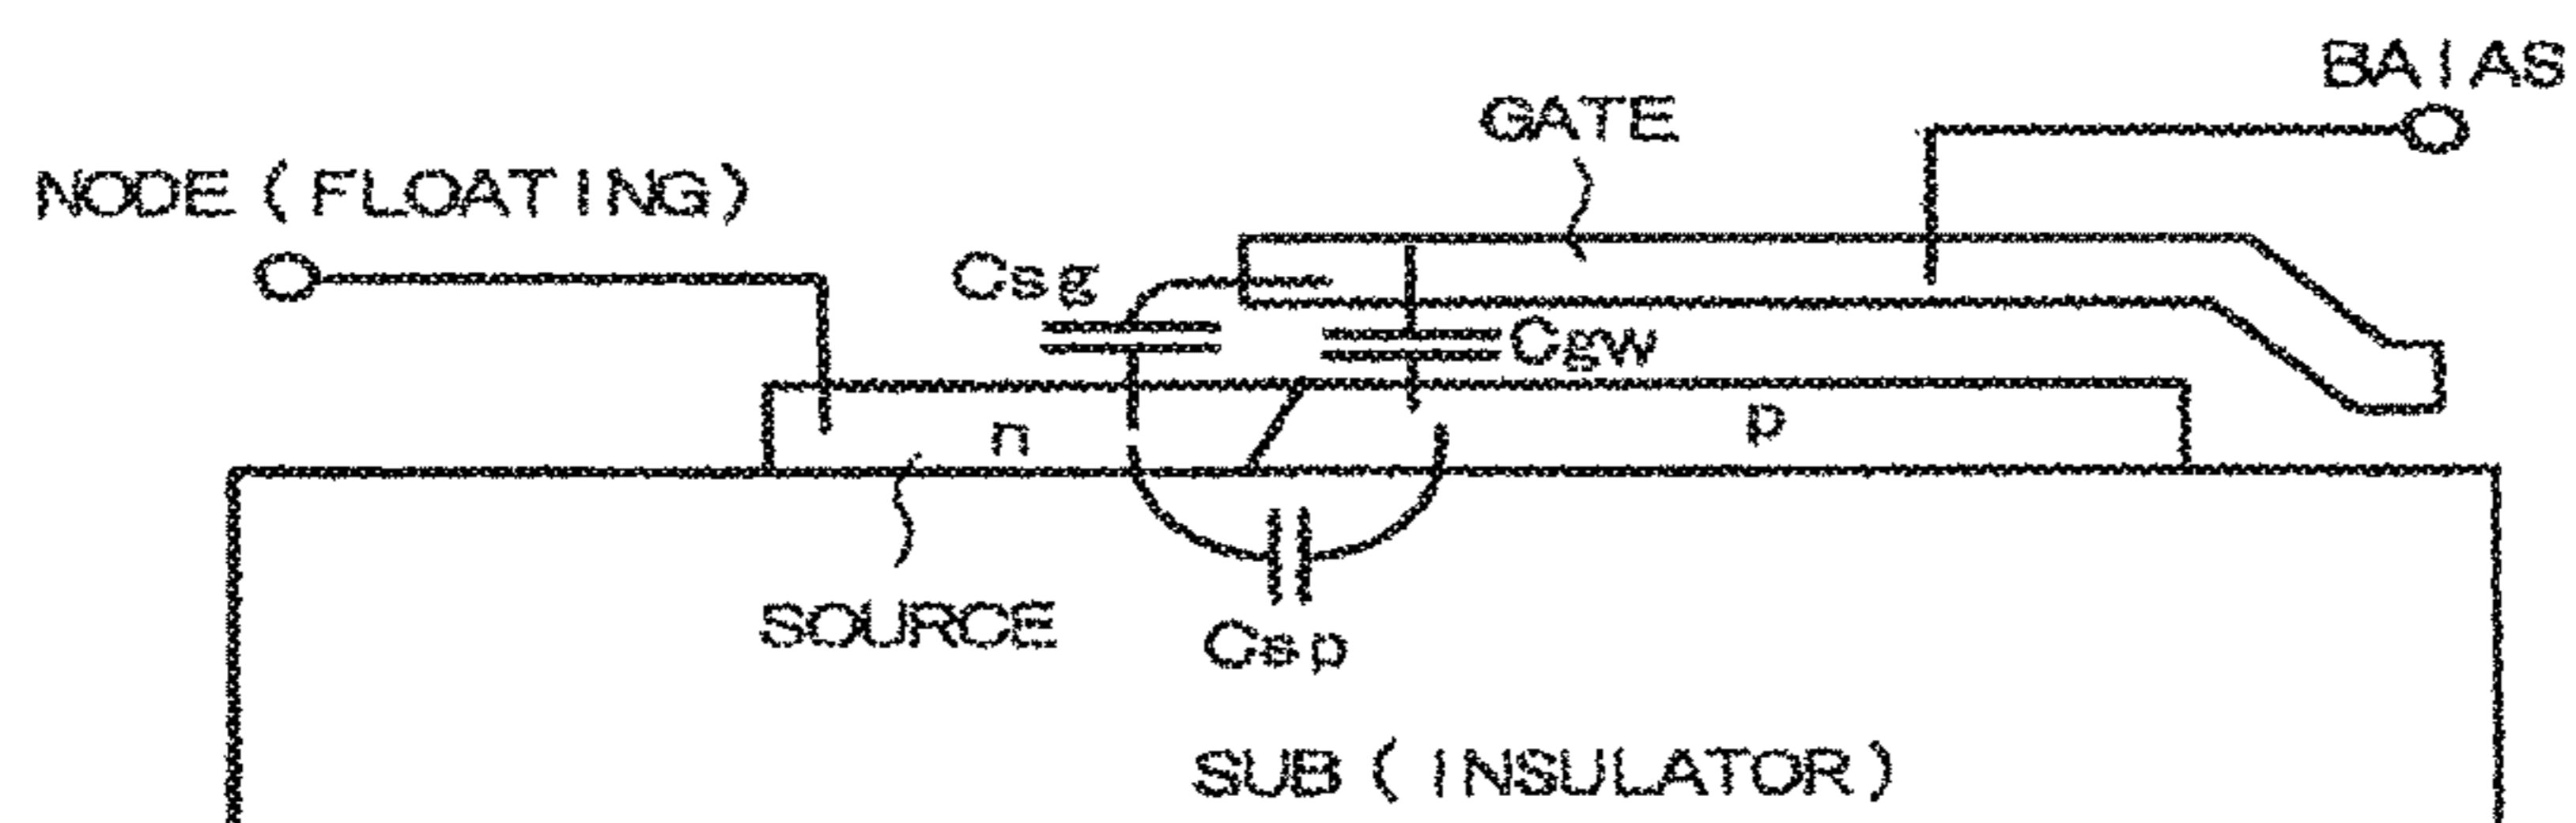 BAIAS
GATE
NODE (FLOATING)
Csg
Cgw
n
p
SOURCE
Csp
SUB (INSULATOR)